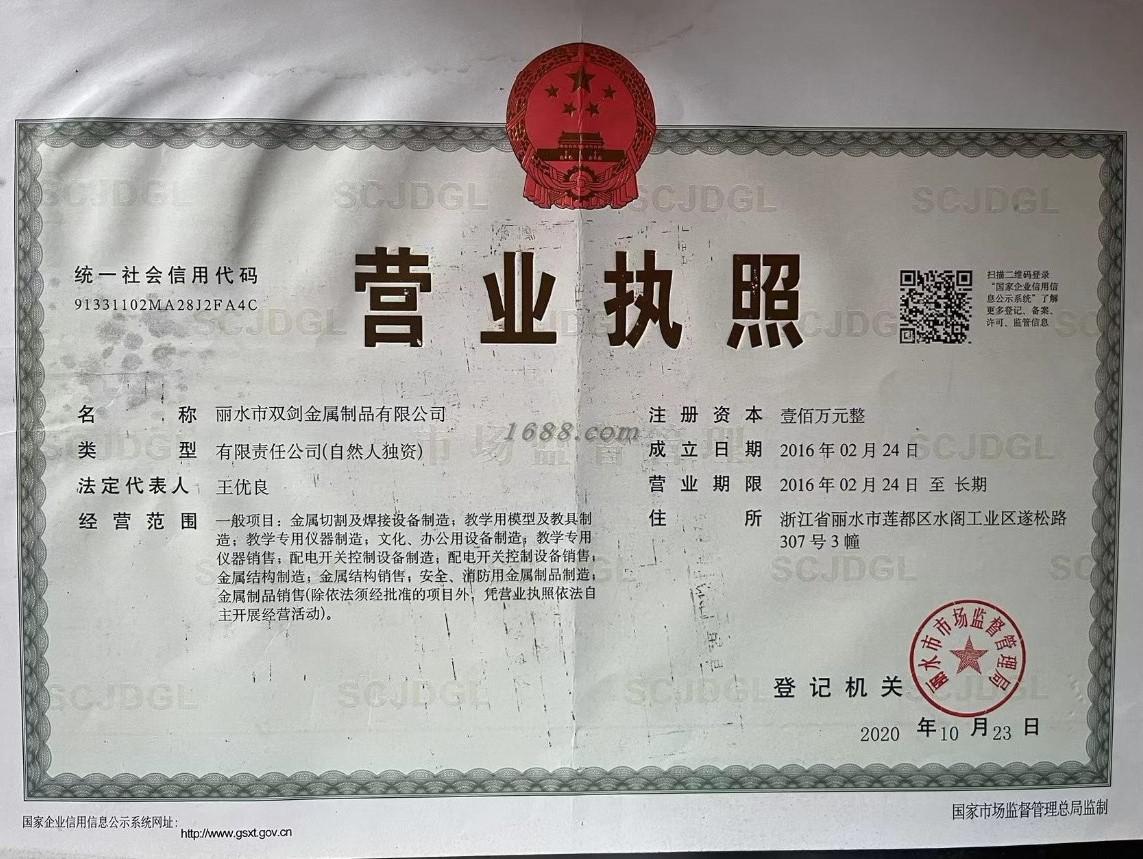 营业执照
统一社会信用代码
91331102MA28J2FA4C
扫描二维码登录
“国家企业信用信
息公示系统”了解
更多登记、备案、
许可、监管信息
名 称 丽水市双剑金属制品有限公司
类 型 有限责任公司(自然人独资)
法定代表人 王优良
经营范围 一般项目：金属切割及焊接设备制造；教学用模型及教具制
造；教学专用仪器制造；文化、办公用设备制造；教学专用
仪器销售；配电开关控制设备制造；配电开关控制设备销售；
金属结构制造；金属结构销售；安全、消防用金属制品制造；
金属制品销售(除依法须经批准的项目外，凭营业执照依法自
主开展经营活动)。
注册资本 壹佰万元整
成立日期 2016年02月24日
营业期限 2016年02月24日 至 长期
住 所 浙江省丽水市莲都区水阁工业区遂松路
307号3幢
1688.com
市场监督管理
SCJDGL
登记机关
丽水市市场监督管理局
2020 年10 月23 日
国家企业信用信息公示系统网址：
http://www.gsxt.gov.cn
国家市场监督管理总局监制